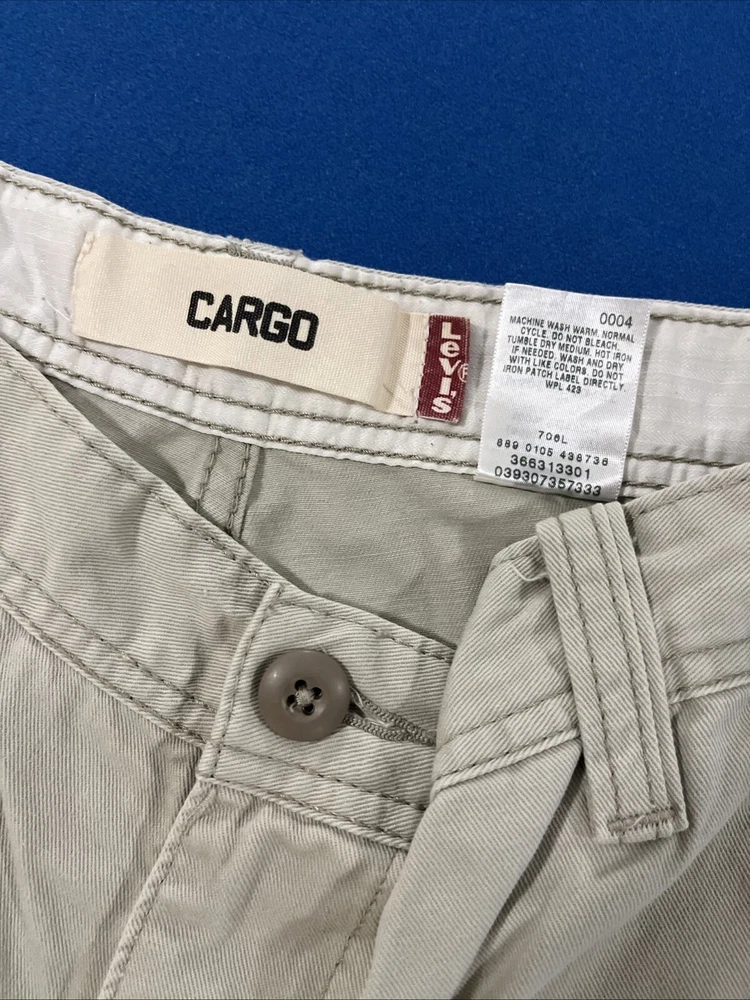 CARGO
Levi's®
0004
MACHINE WASH WARM. NORMAL
CYCLE. DO NOT BLEACH.
TUMBLE DRY MEDIUM. HOT IRON
IF NEEDED. WASH AND DRY
WITH LIKE COLORS. DO NOT
IRON PATCH LABEL DIRECTLY.
WPL 423
706L
889 0105 438736
366313301
039307357333